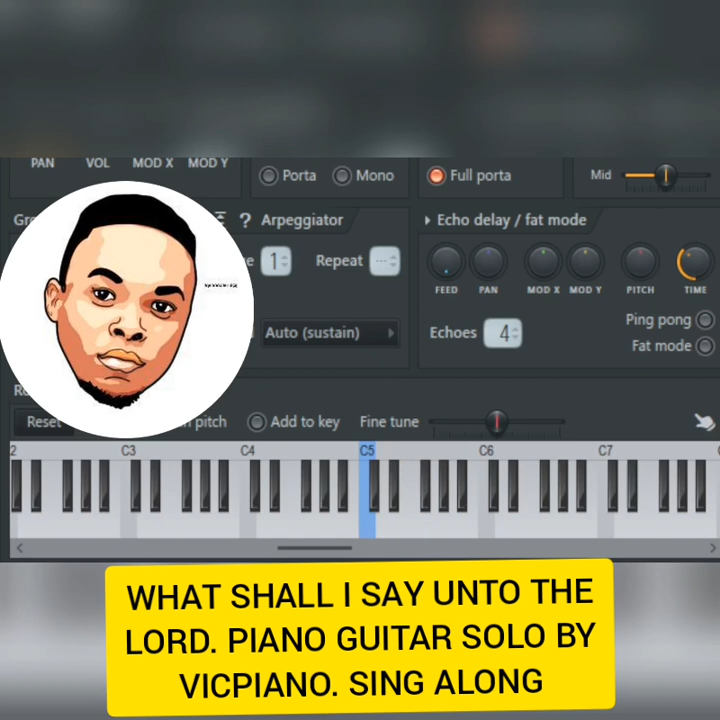 PAN VOL MOD X MOD Y
Porta Mono Full porta Mid
Gr ? Arpeggiator Echo delay / fat mode
e 1 Repeat ---
FEED PAN MOD X MOD Y PITCH TIME
Auto (sustain) Echoes 4 Ping pong
Fat mode
R
Reset pitch Add to key Fine tune
2 C3 C4 C5 C6 C7
WHAT SHALL I SAY UNTO THE
LORD. PIANO GUITAR SOLO BY
VICPIANO. SING ALONG